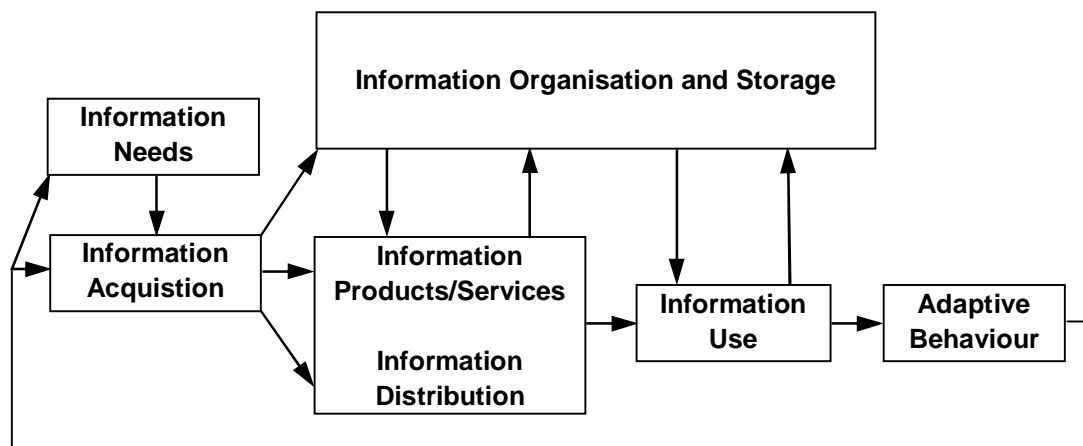 Information Organisation and Storage
Information
Needs
Information
Acquistion
Information
Products/Services
Information
Distribution
Information
Use
Adaptive
Behaviour